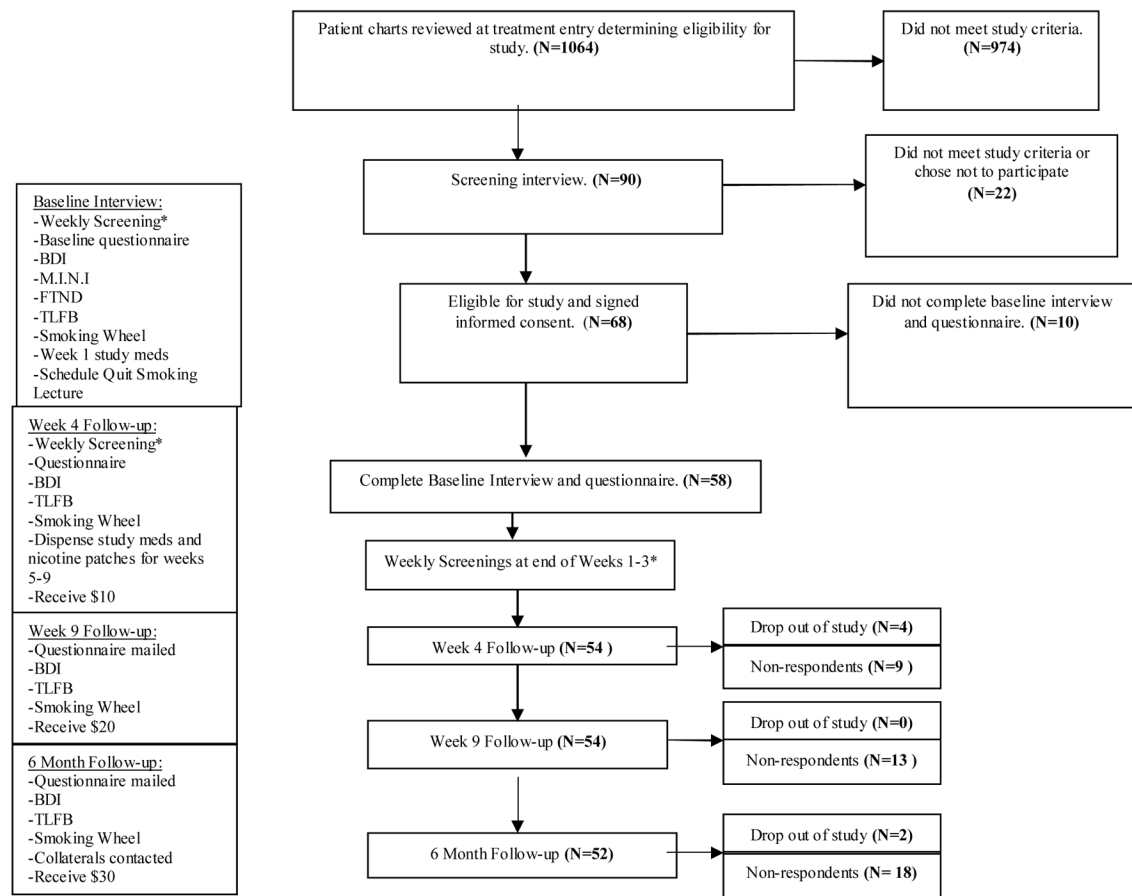 Patient charts reviewed at treatment entry determining eligibility for
study. (N=1064)
Did not meet study criteria.
(N=974)
Screening interview. (N=90)
Did not meet study criteria or
chose not to participate
(N=22)
Eligible for study and signed
informed consent. (N=68)
Did not complete baseline interview
and questionnaire. (N=10)
Complete Baseline Interview and questionnaire. (N=58)
Weekly Screenings at end of Weeks 1-3*
Week 4 Follow-up (N=54 )
Drop out of study (N=4)
Non-respondents (N=9 )
Week 9 Follow-up (N=54)
Drop out of study (N=0)
Non-respondents (N=13 )
6 Month Follow-up (N=52)
Drop out of study (N=2)
Non-respondents (N= 18)
Baseline Interview:
-Weekly Screening*
-Baseline questionnaire
-BDI
-M.I.N.I
-FTND
-TLFB
-Smoking Wheel
-Week 1 study meds
-Schedule Quit Smoking
Lecture
Week 4 Follow-up:
-Weekly Screening*
-Questionnaire
-BDI
-TLFB
-Smoking Wheel
-Dispense study meds and
nicotine patches for weeks
5-9
-Receive $10
Week 9 Follow-up:
-Questionnaire mailed
-BDI
-TLFB
-Smoking Wheel
-Receive $20
6 Month Follow-up:
-Questionnaire mailed
-BDI
-TLFB
-Smoking Wheel
-Collaterals contacted
-Receive $30